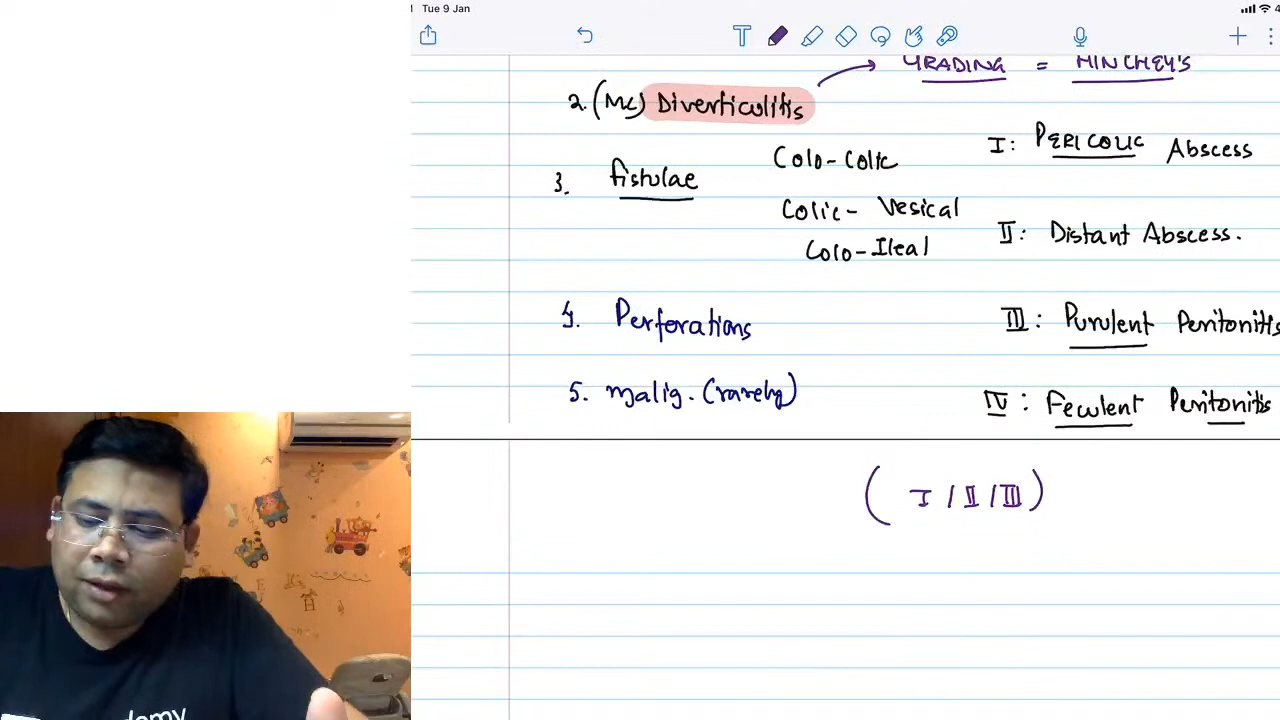 Tue 9 Jan
GRADING = HINCHEY'S
2. (MC) Diverticulitis
I: PERICOLIC Abscess
3. fistulae
Colo-Colic
Colic- Vesical
Colo-Ileal
II: Distant Abscess.
4. Perforations
III: Purulent Peritonitis
5. Malig. (rarely)
IV: Feculent Peritonitis
( I / II / III )
demy